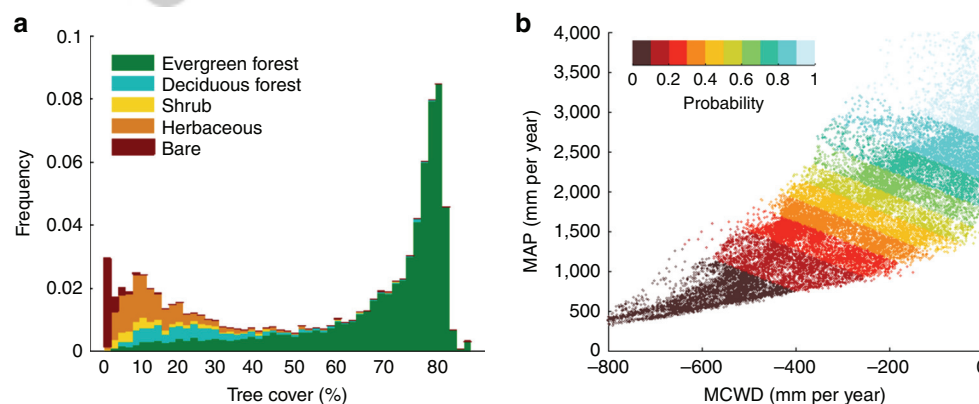 a
0.1
0.08
0.06
0.04
0.02
0
Frequency
Evergreen forest
Deciduous forest
Shrub
Herbaceous
Bare
0 10 20 30 40 50 60 70 80
Tree cover (%)
b
4,000
3,500
3,000
2,500
2,000
1,500
1,000
500
0
MAP (mm per year)
0 0.2 0.4 0.6 0.8 1
Probability
–800 –600 –400 –200 0
MCWD (mm per year)